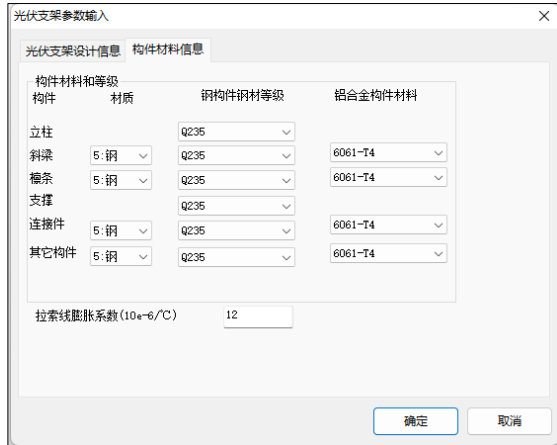 光伏支架参数输入
光伏支架设计信息 构件材料信息
构件材料和等级
构件 材质 钢构件钢材等级 铝合金构件材料
立柱 Q235
斜梁 5:钢 Q235 6061-T4
檩条 5:钢 Q235 6061-T4
支撑 Q235
连接件 5:钢 Q235 6061-T4
其它构件 5:钢 Q235 6061-T4
拉索线膨胀系数(10e-6/℃) 12
确定 取消